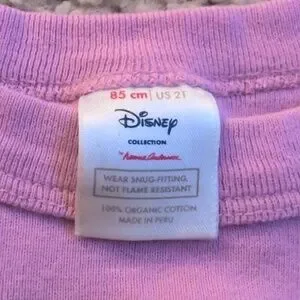 85 cm | US 2T
Disney
COLLECTION
by Hanna Andersson
WEAR SNUG-FITTING,
NOT FLAME RESISTANT
100% ORGANIC COTTON
MADE IN PERU